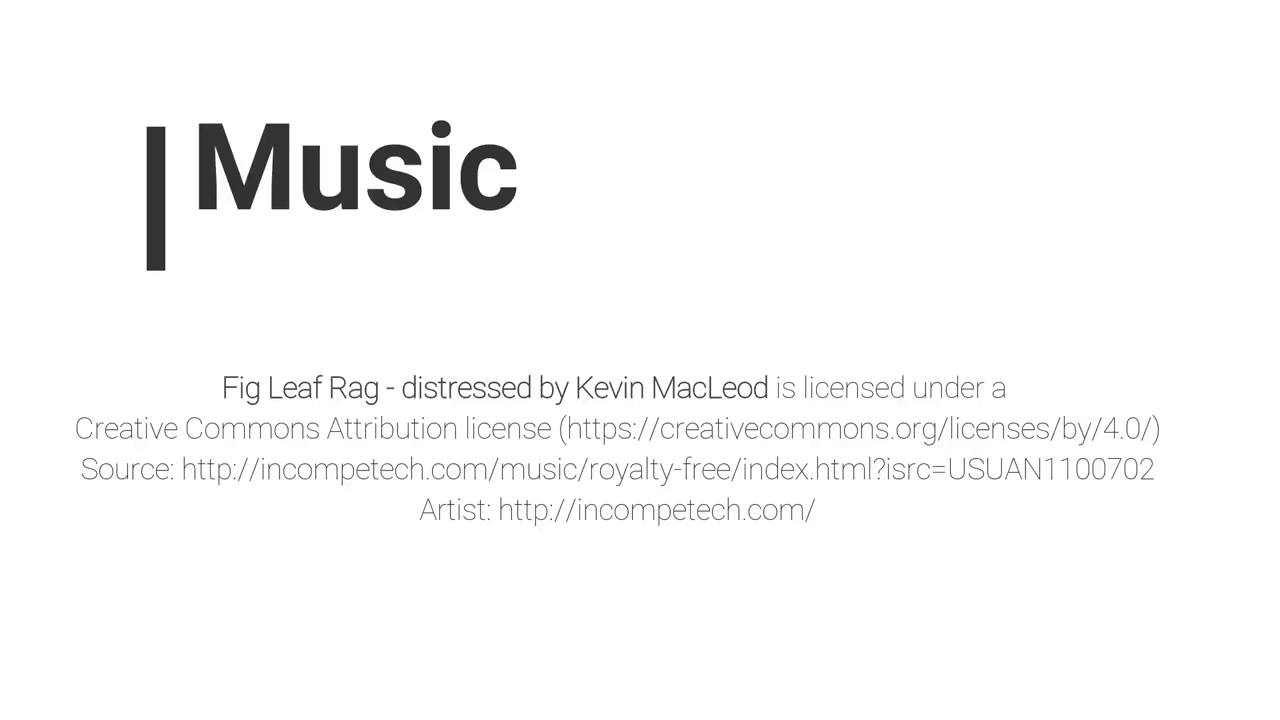 Music
Fig Leaf Rag - distressed by Kevin MacLeod is licensed under a
Creative Commons Attribution license (https://creativecommons.org/licenses/by/4.0/)
Source: http://incompetech.com/music/royalty-free/index.html?isrc=USUAN1100702
Artist: http://incompetech.com/